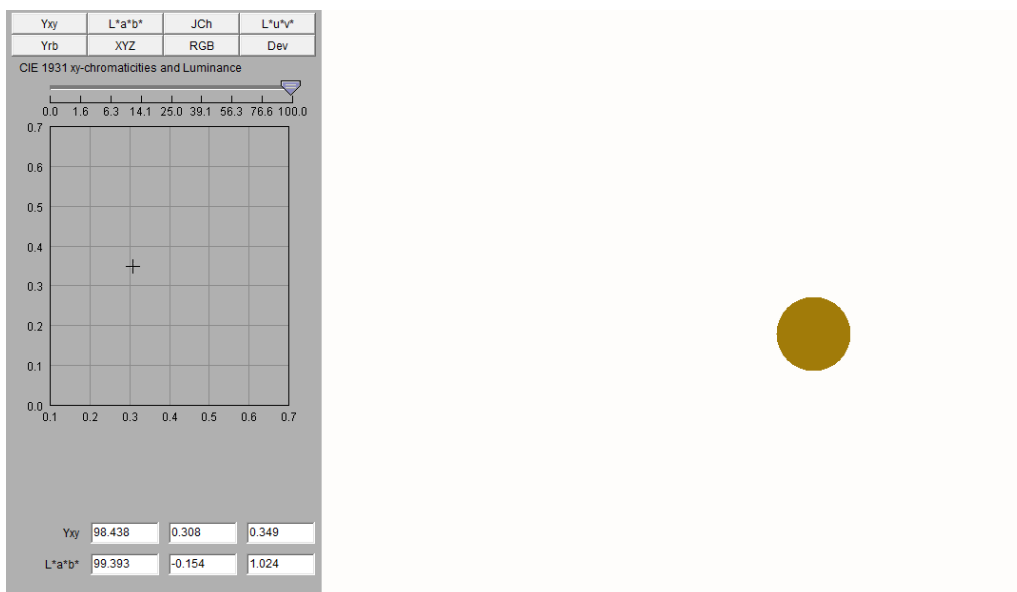 Yxy L*a*b* JCh L*u*v*
Yrb XYZ RGB Dev
CIE 1931 xy-chromaticities and Luminance
0.0 1.6 6.3 14.1 25.0 39.1 56.3 76.6 100.0
0.7
0.6
0.5
0.4
0.3
0.2
0.1
0.0
0.1 0.2 0.3 0.4 0.5 0.6 0.7
Yxy 98.438 0.308 0.349
L*a*b* 99.393 -0.154 1.024